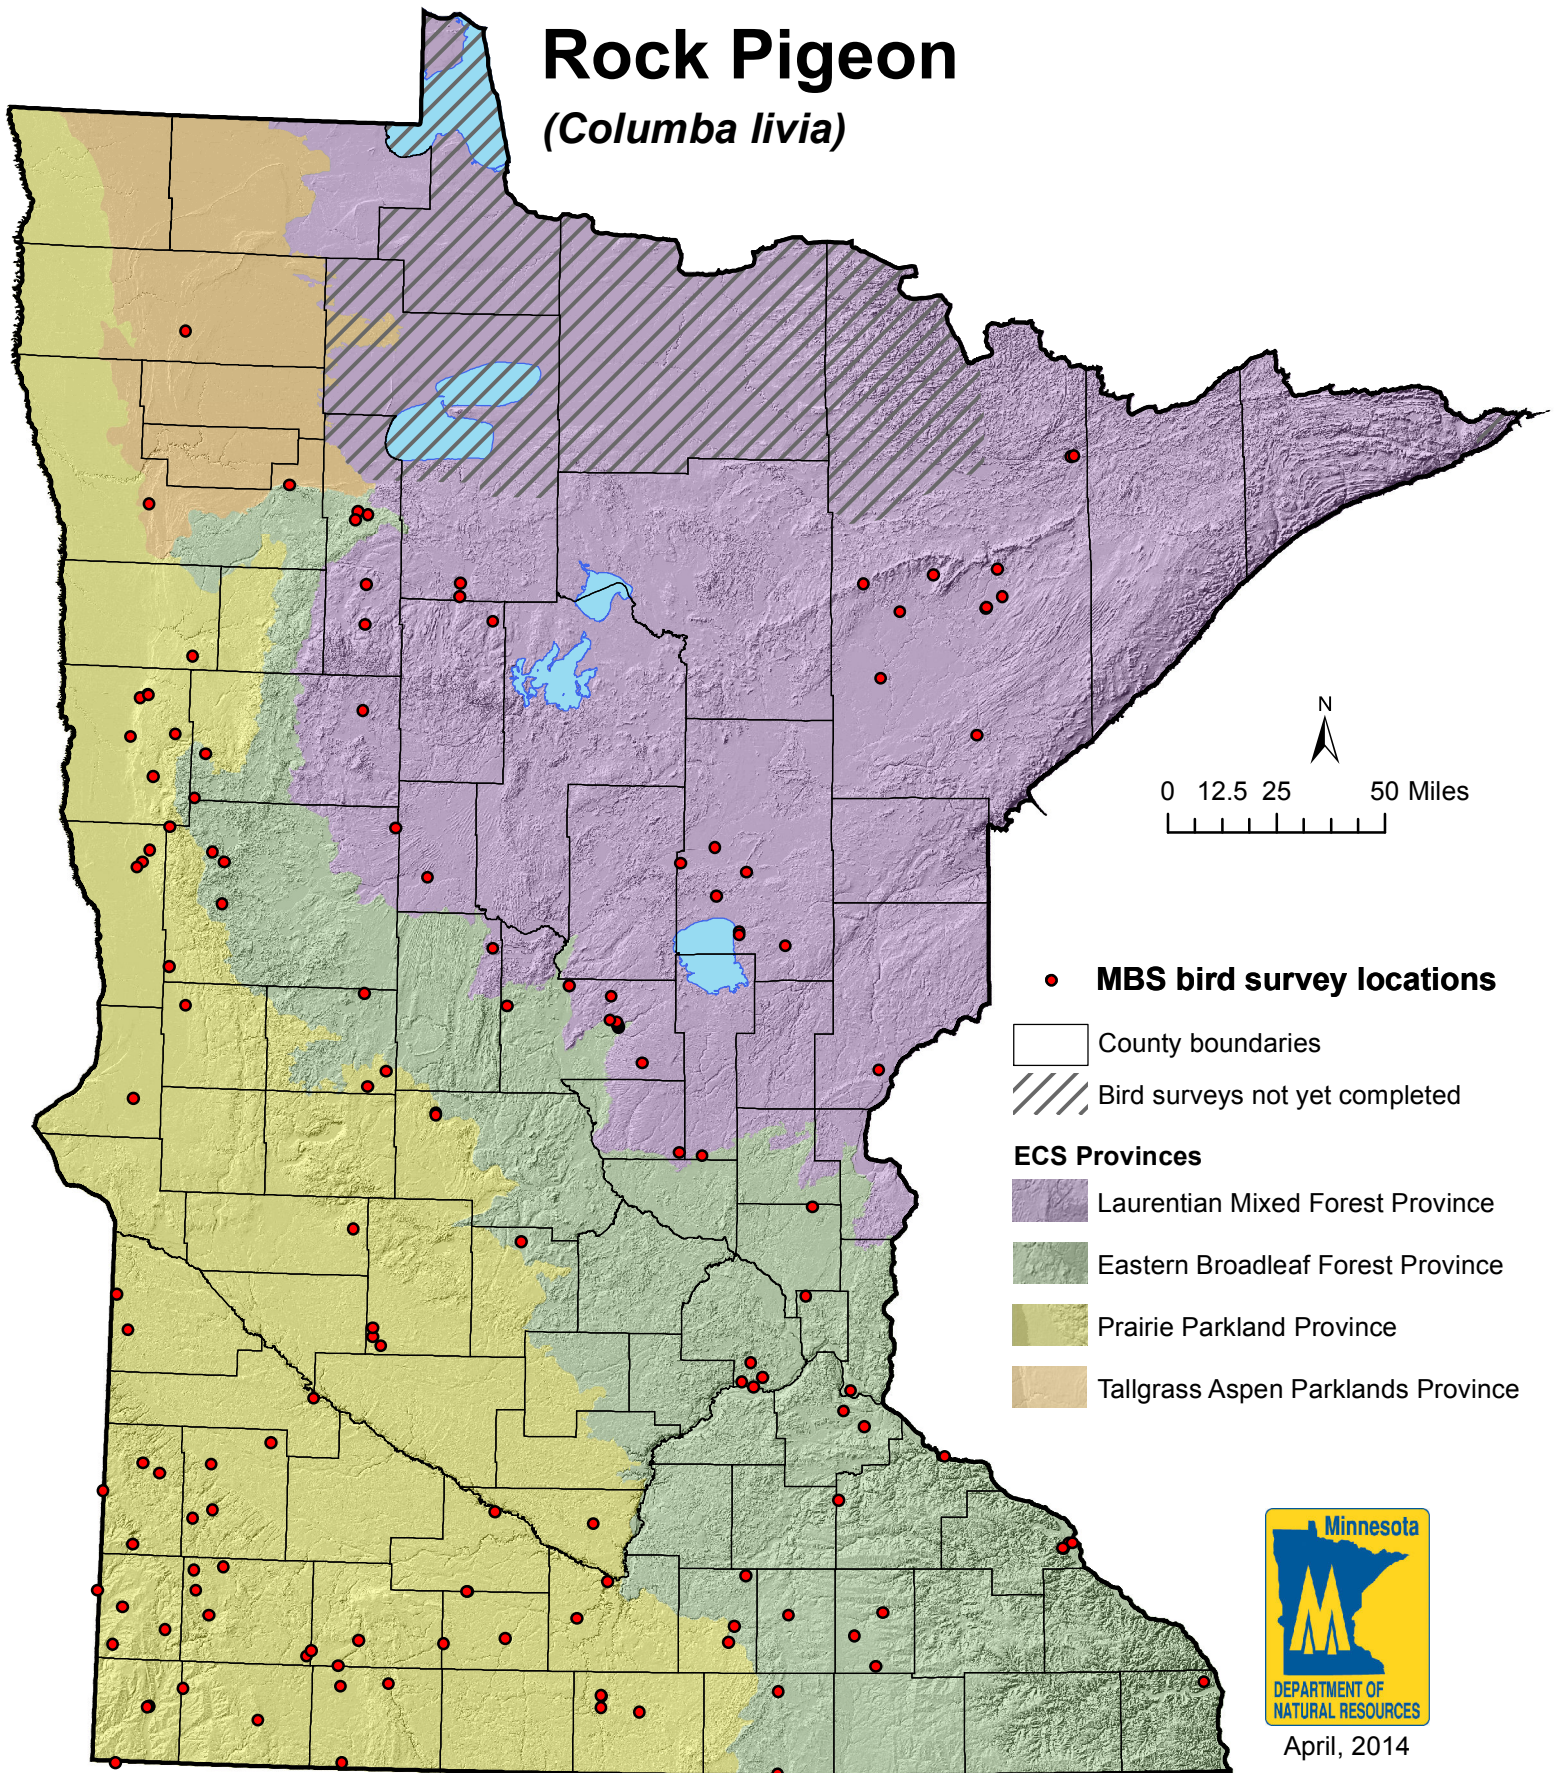 Rock Pigeon
(Columba livia)
N
0 12.5 25 50 Miles
MBS bird survey locations
County boundaries
Bird surveys not yet completed
ECS Provinces
Laurentian Mixed Forest Province
Eastern Broadleaf Forest Province
Prairie Parkland Province
Tallgrass Aspen Parklands Province
Minnesota
DEPARTMENT OF
NATURAL RESOURCES
April, 2014